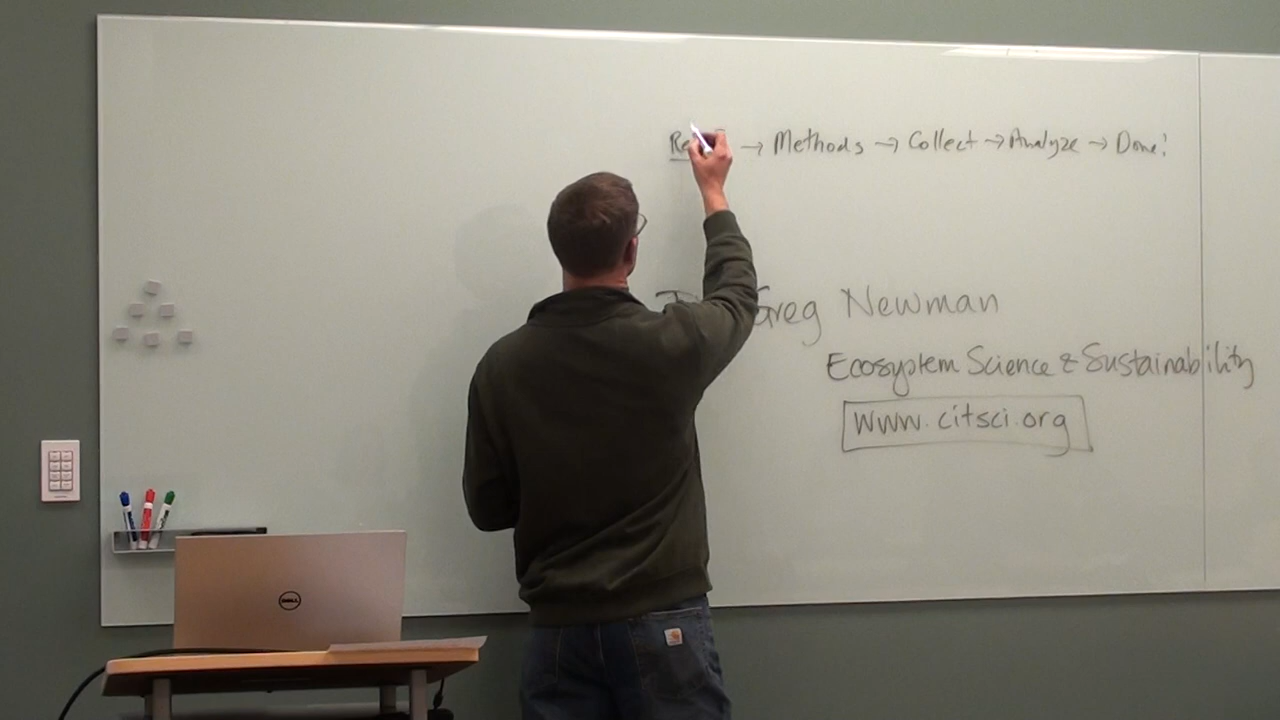 → Methods → Collect → Analyze → Done!
Greg Newman
Ecosystem Science & Sustainability
www.citsci.org
DELL